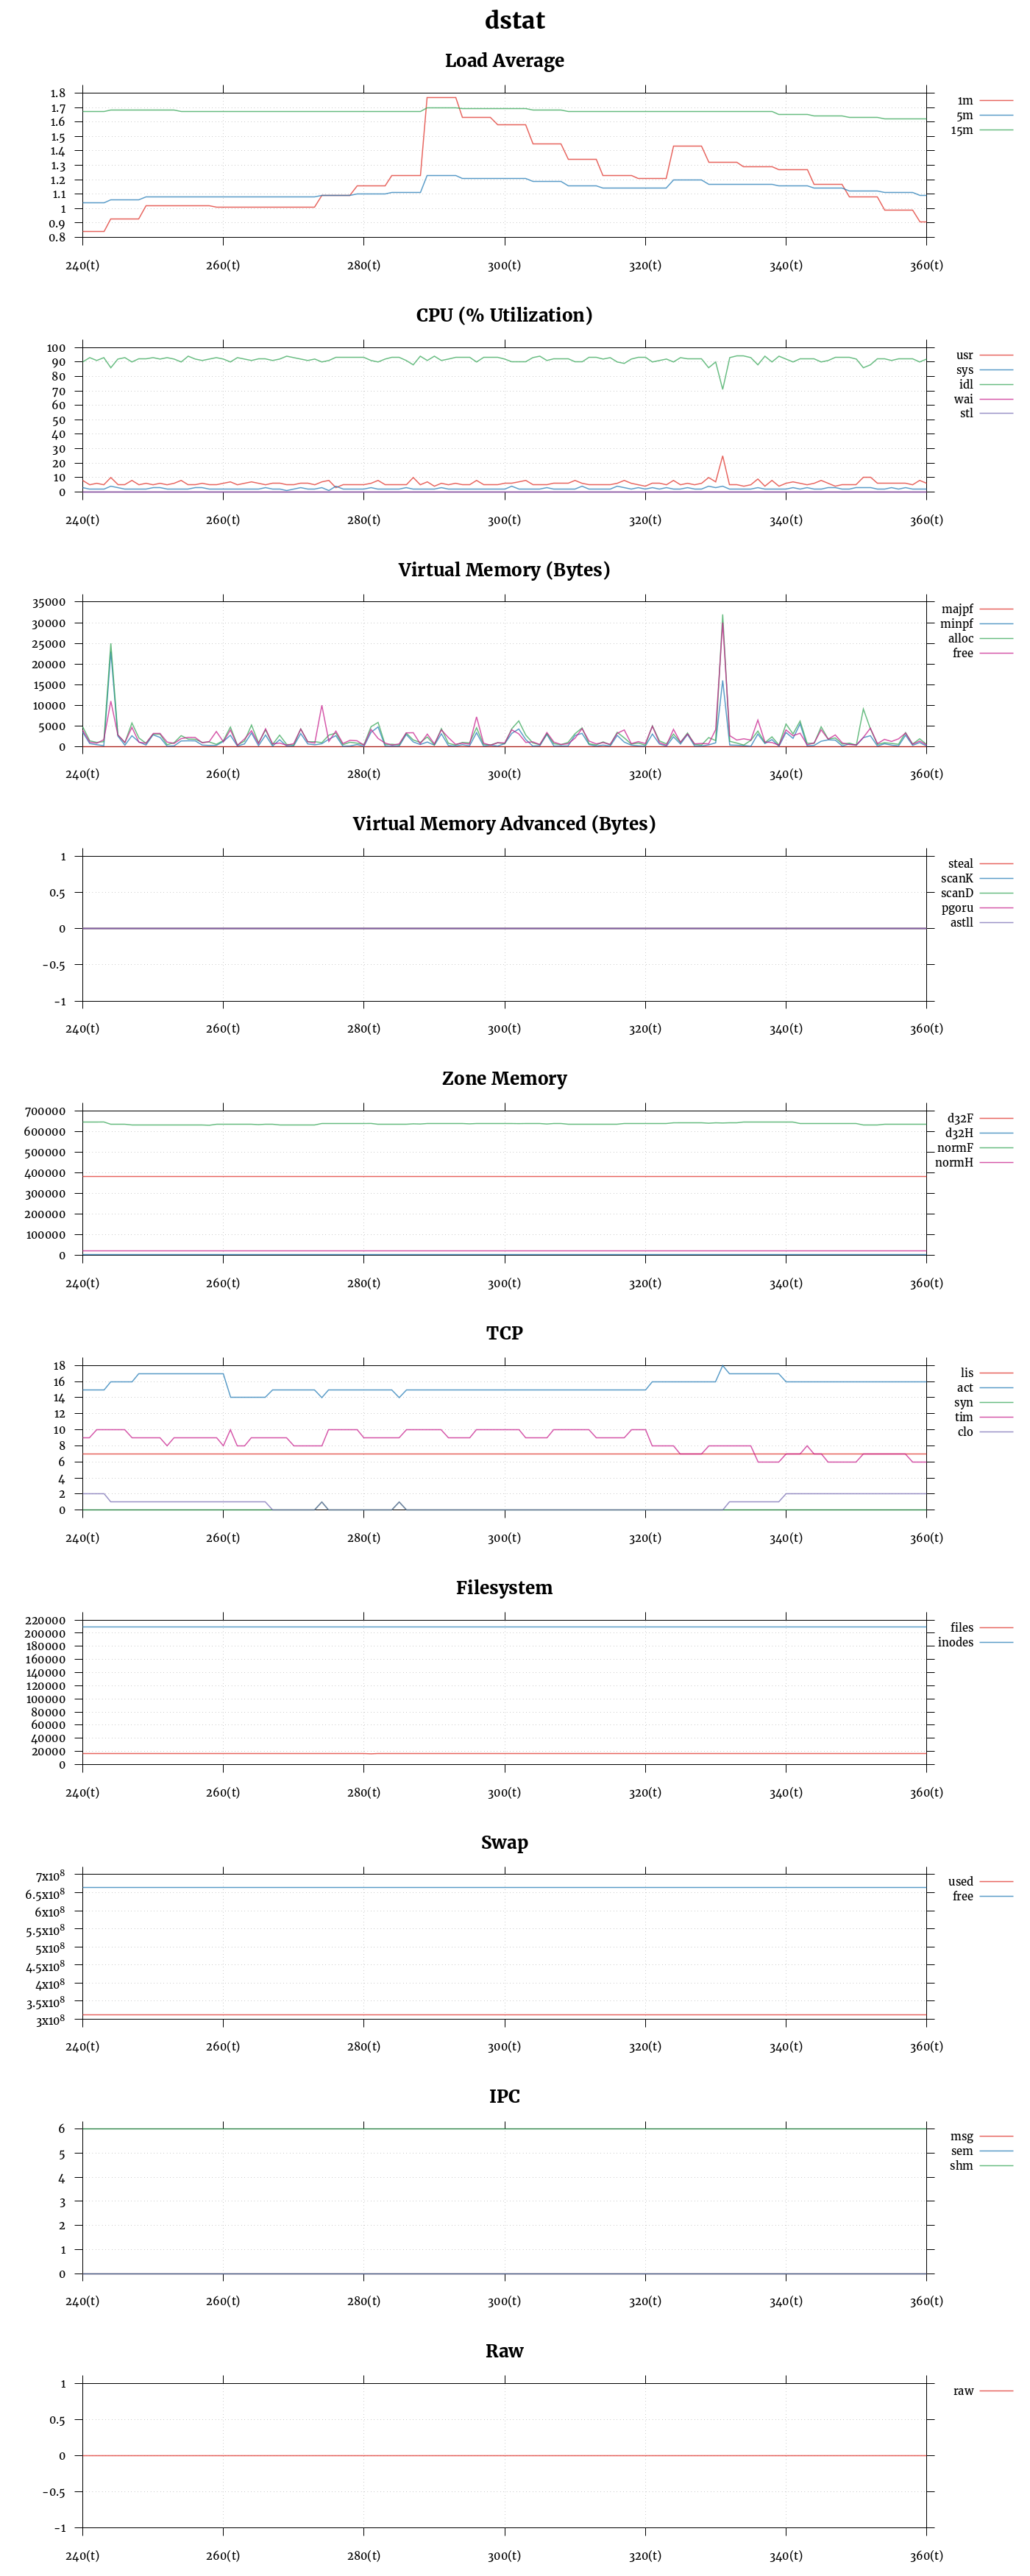 dstat
Load Average
1.8
1.7
1.6
1.5
1.4
1.3
1.2
1.1
1
0.9
0.8
240(t) 260(t) 280(t) 300(t) 320(t) 340(t) 360(t)
1m
5m
15m
CPU (% Utilization)
100
90
80
70
60
50
40
30
20
10
0
240(t) 260(t) 280(t) 300(t) 320(t) 340(t) 360(t)
usr
sys
idl
wai
stl
Virtual Memory (Bytes)
35000
30000
25000
20000
15000
10000
5000
0
240(t) 260(t) 280(t) 300(t) 320(t) 340(t) 360(t)
majpf
minpf
alloc
free
Virtual Memory Advanced (Bytes)
1
0.5
0
-0.5
-1
240(t) 260(t) 280(t) 300(t) 320(t) 340(t) 360(t)
steal
scanK
scanD
pgoru
astll
Zone Memory
700000
600000
500000
400000
300000
200000
100000
0
240(t) 260(t) 280(t) 300(t) 320(t) 340(t) 360(t)
d32F
d32H
normF
normH
TCP
18
16
14
12
10
8
6
4
2
0
240(t) 260(t) 280(t) 300(t) 320(t) 340(t) 360(t)
lis
act
syn
tim
clo
Filesystem
220000
200000
180000
160000
140000
120000
100000
80000
60000
40000
20000
0
240(t) 260(t) 280(t) 300(t) 320(t) 340(t) 360(t)
files
inodes
Swap
7x10⁸
6.5x10⁸
6x10⁸
5.5x10⁸
5x10⁸
4.5x10⁸
4x10⁸
3.5x10⁸
3x10⁸
240(t) 260(t) 280(t) 300(t) 320(t) 340(t) 360(t)
used
free
IPC
6
5
4
3
2
1
0
240(t) 260(t) 280(t) 300(t) 320(t) 340(t) 360(t)
msg
sem
shm
Raw
1
0.5
0
-0.5
-1
240(t) 260(t) 280(t) 300(t) 320(t) 340(t) 360(t)
raw